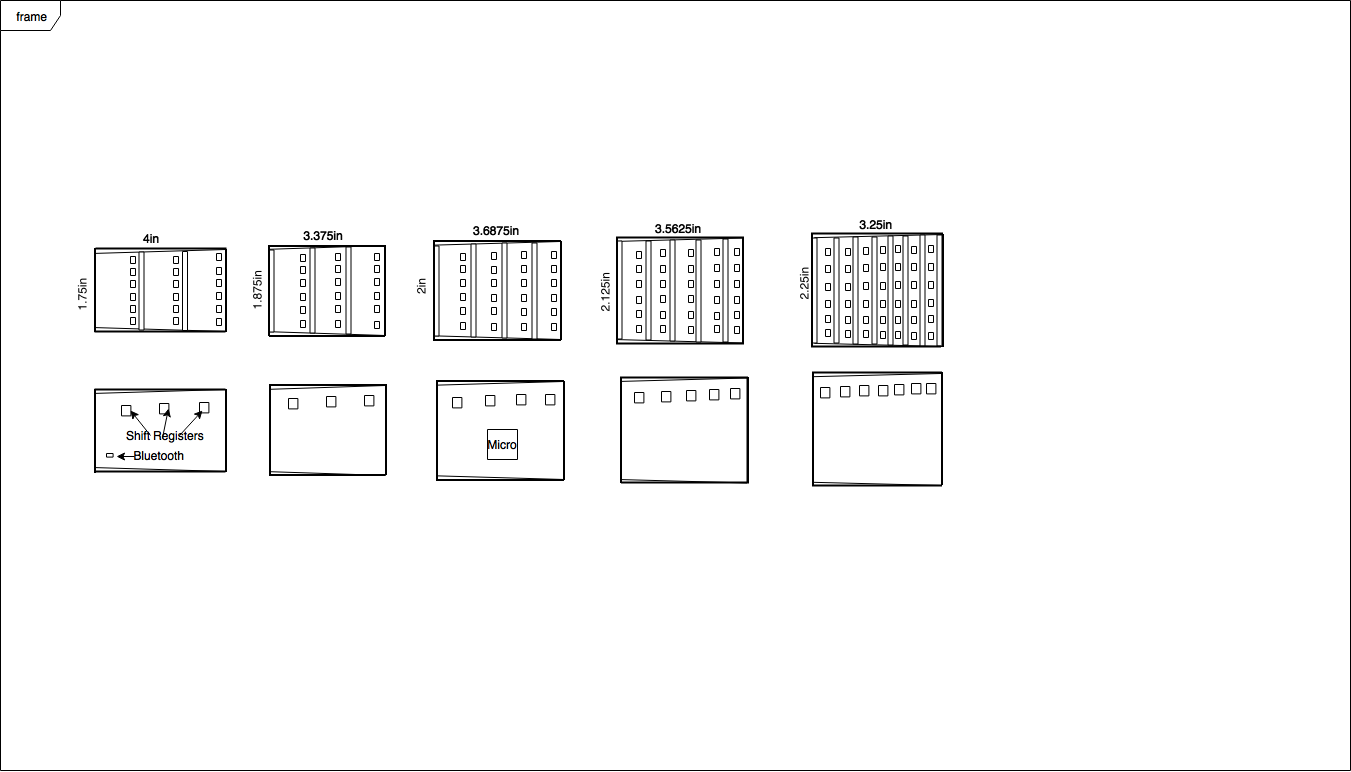 frame
4in
3.375in
3.6875in
3.5625in
3.25in
1.75in
1.875in
2in
2.125in
2.25in
Shift Registers
Bluetooth
Micro